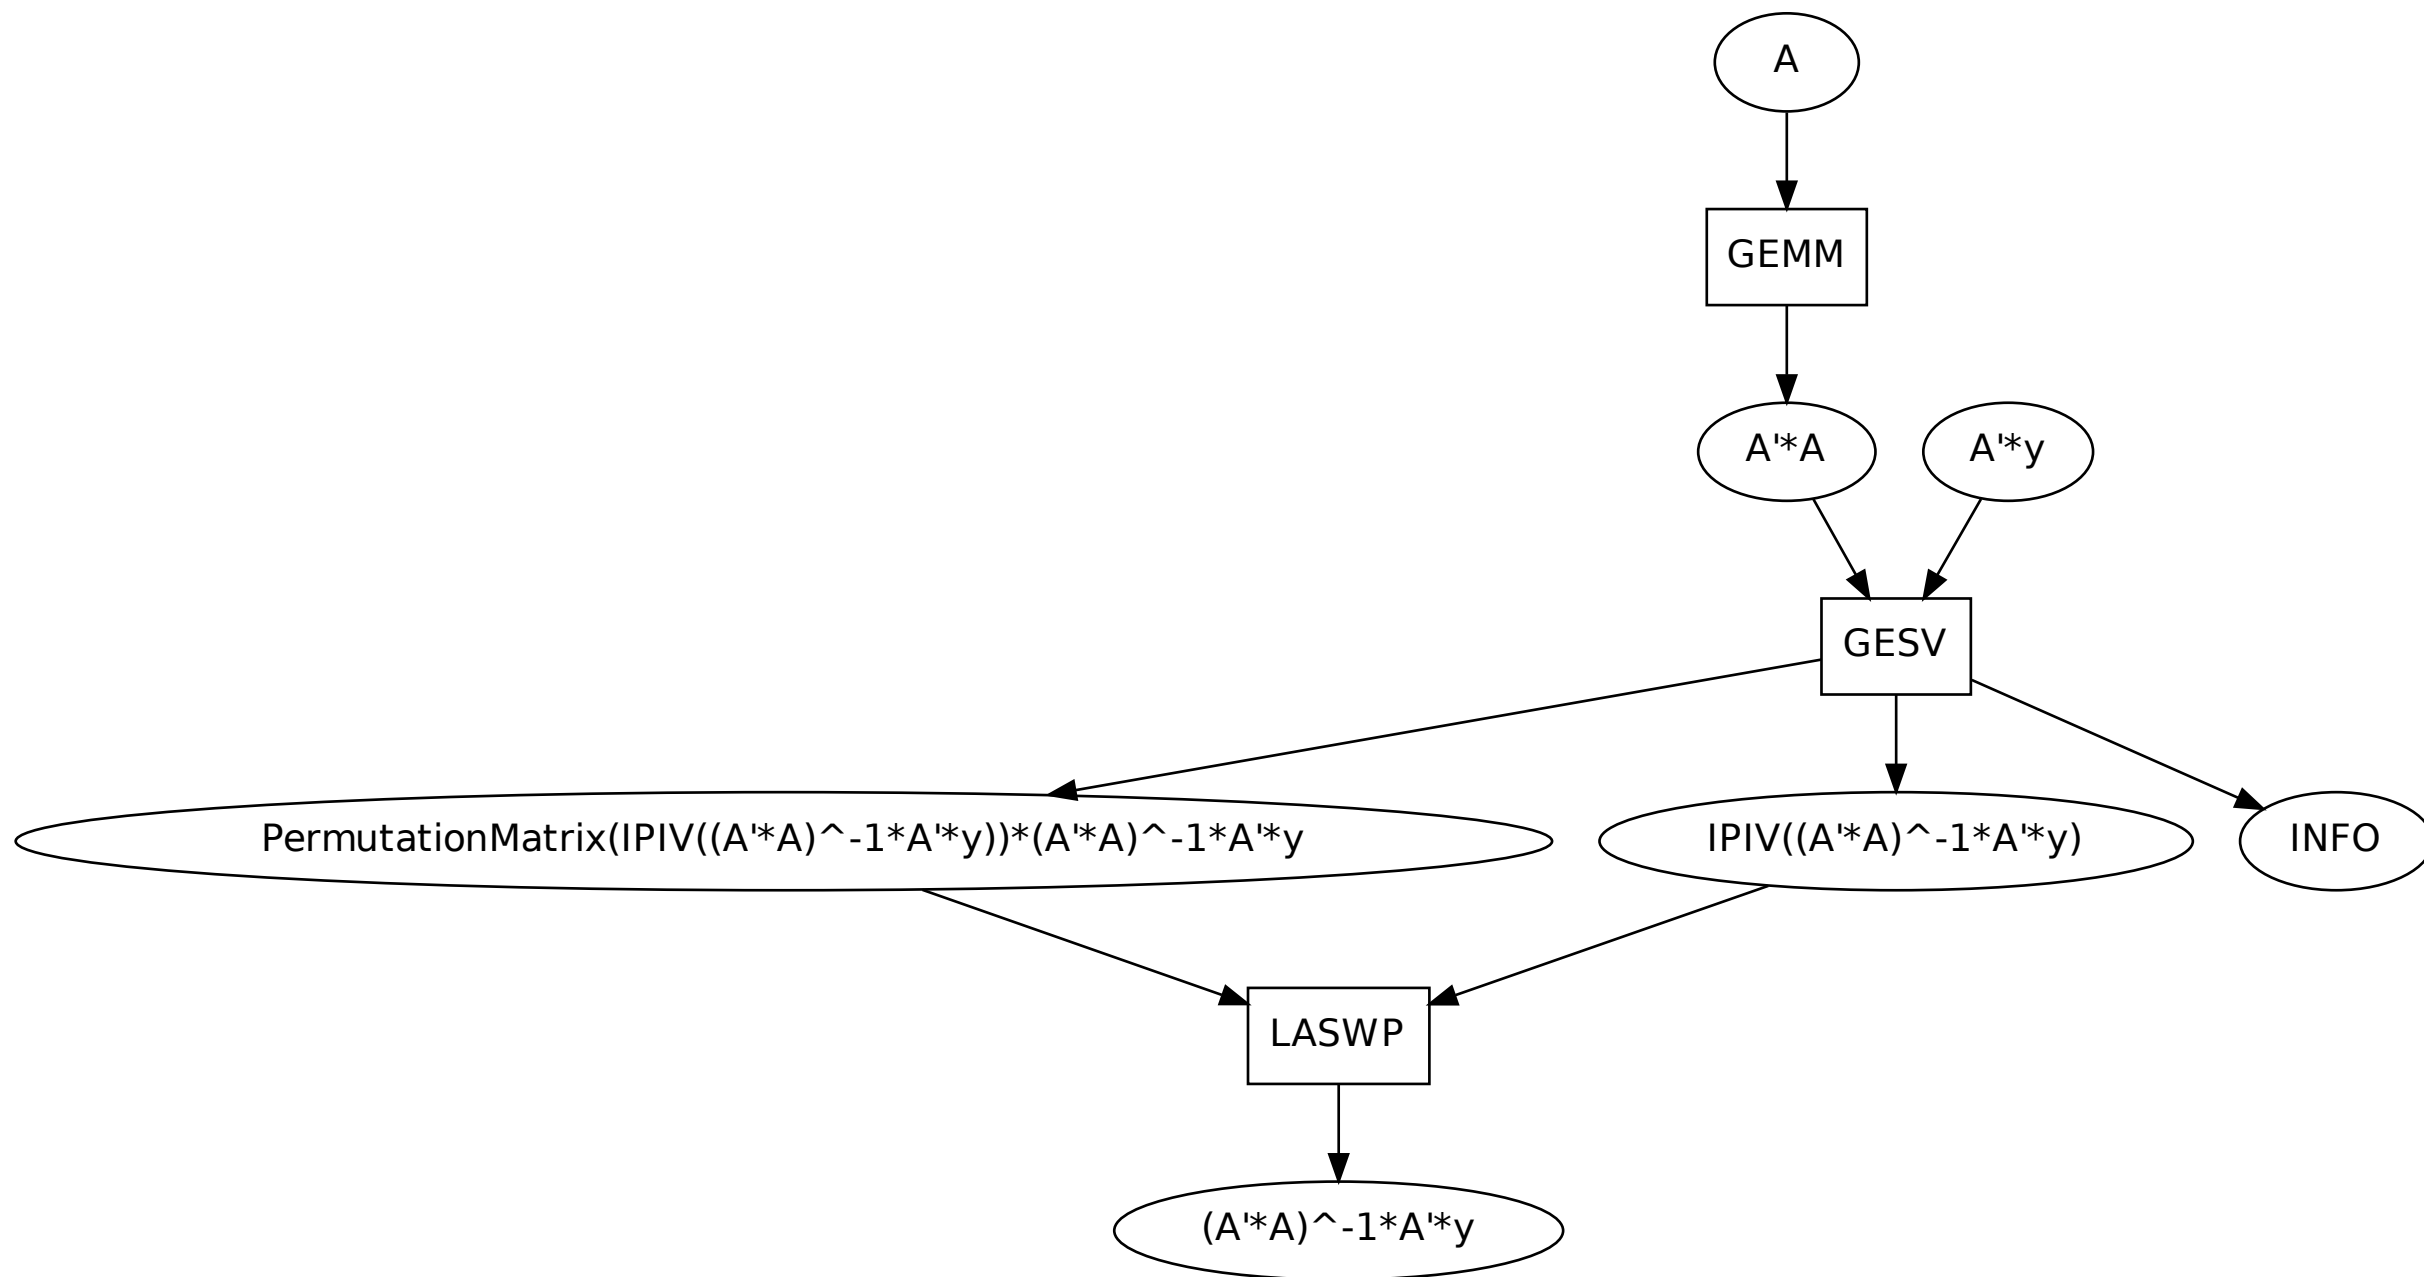 A
GEMM
A'*A
A'*y
GESV
PermutationMatrix(IPIV((A'*A)^-1*A'*y))*(A'*A)^-1*A'*y
IPIV((A'*A)^-1*A'*y)
INFO
LASWP
(A'*A)^-1*A'*y